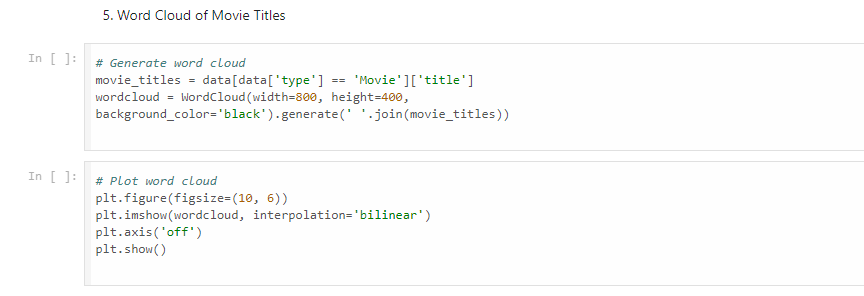 5. Word Cloud of Movie Titles
In [ ]:
# Generate word cloud
movie_titles = data[data['type'] == 'Movie']['title']
wordcloud = WordCloud(width=800, height=400,
background_color='black').generate(' '.join(movie_titles))
In [ ]:
# Plot word cloud
plt.figure(figsize=(10, 6))
plt.imshow(wordcloud, interpolation='bilinear')
plt.axis('off')
plt.show()